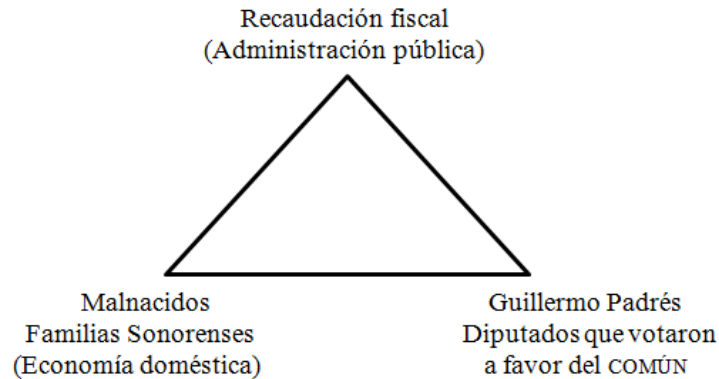 Recaudación fiscal
(Administración pública)
Malnacidos
Familias Sonorenses
(Economía doméstica)
Guillermo Padrés
Diputados que votaron
a favor del COMÚN